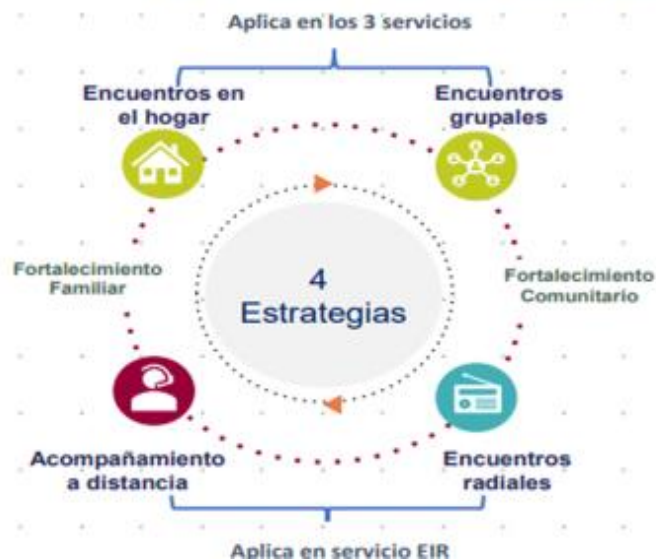 Aplica en los 3 servicios
Encuentros en
el hogar
Encuentros
grupales
Fortalecimiento
Familiar
4
Estrategias
Fortalecimiento
Comunitario
Acompañamiento
a distancia
Encuentros
radiales
Aplica en servicio EIR